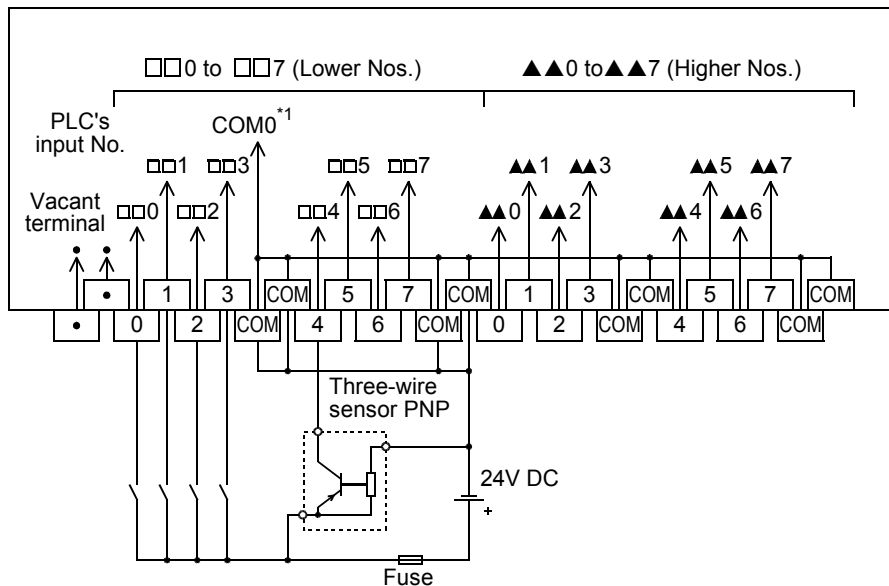 □□0 to □□7 (Lower Nos.) ▲▲0 to▲▲7 (Higher Nos.)
PLC's
input No.
COM0*1
□□1 □□3 □□5 □□7 ▲▲1 ▲▲3 ▲▲5 ▲▲7
Vacant
terminal
□□0 □□2 □□4 □□6 ▲▲0 ▲▲2 ▲▲4 ▲▲6
• •
• 1 3 COM 5 7 COM 1 3 COM 5 7 COM
• 0 2 COM 4 6 COM 0 2 COM 4 6 COM
Three-wire
sensor PNP
24V DC
+
Fuse